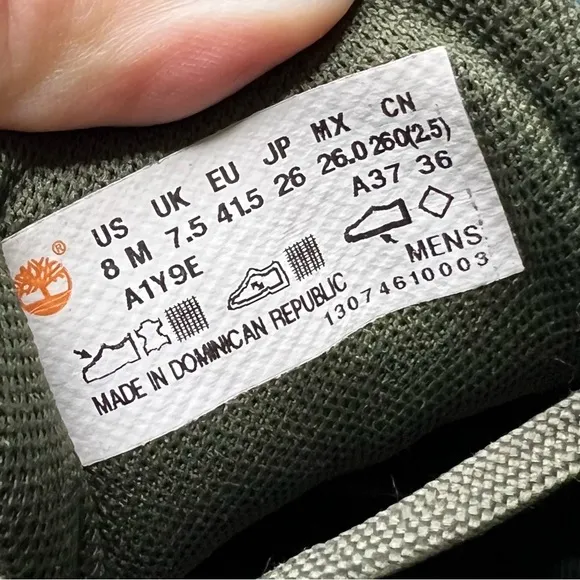 US UK EU JP MX CN
8 M 7.5 41.5 26 26.0 260(2.5)
A1Y9E A37 36
MENS
MADE IN DOMINICAN REPUBLIC 13074610003
®